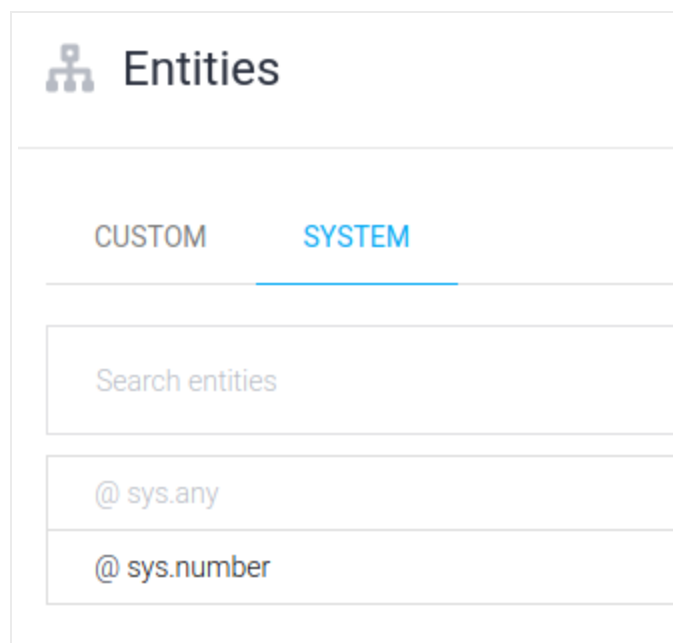 Entities
CUSTOM SYSTEM
Search entities
@ sys.any
@ sys.number